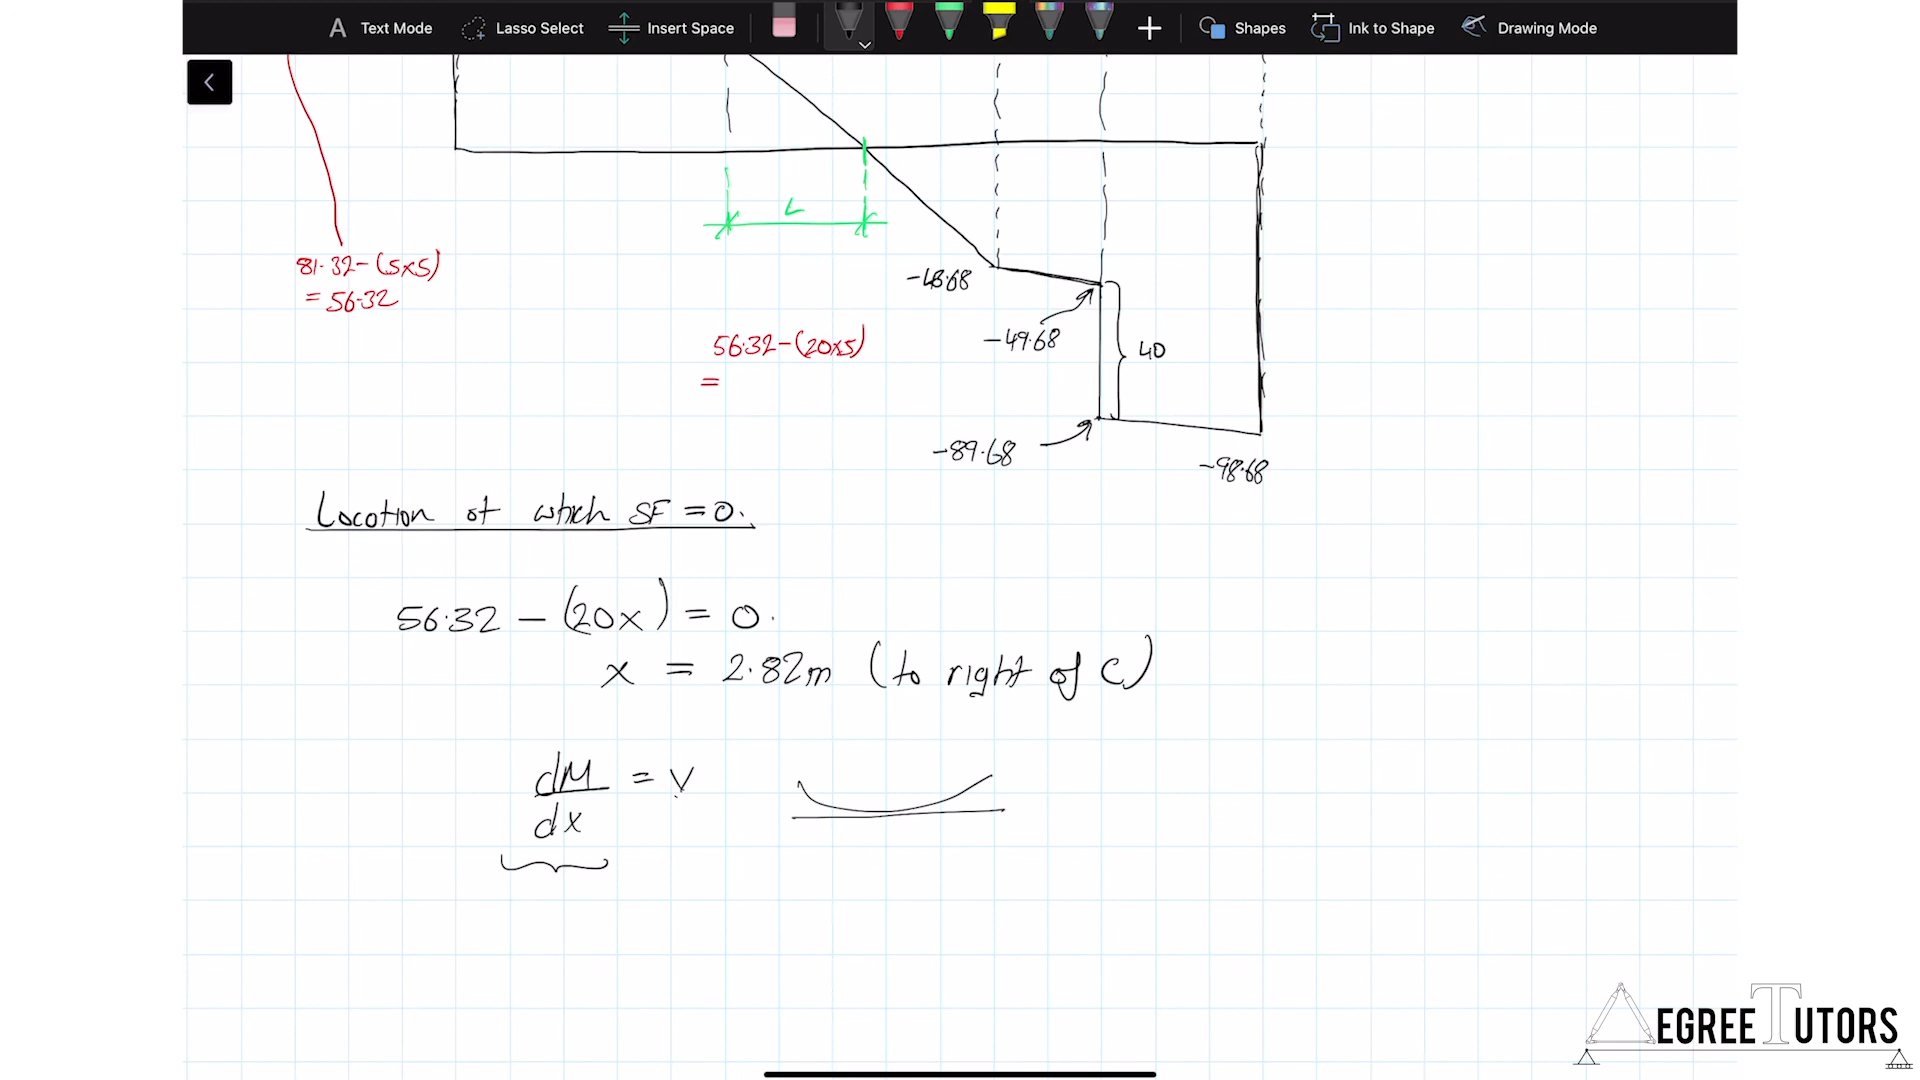 Text Mode
Lasso Select
Insert Space
Shapes
Ink to Shape
Drawing Mode
L
81.32-(5x5)
= 56.32
-48.68
-49.68
40
56.32-(20x5)
=
-89.68
-98.68
Location at which SF = 0.
56.32 - (20x) = 0.
x = 2.82m (to right of C)
dM/dx = V
DEGREE TUTORS